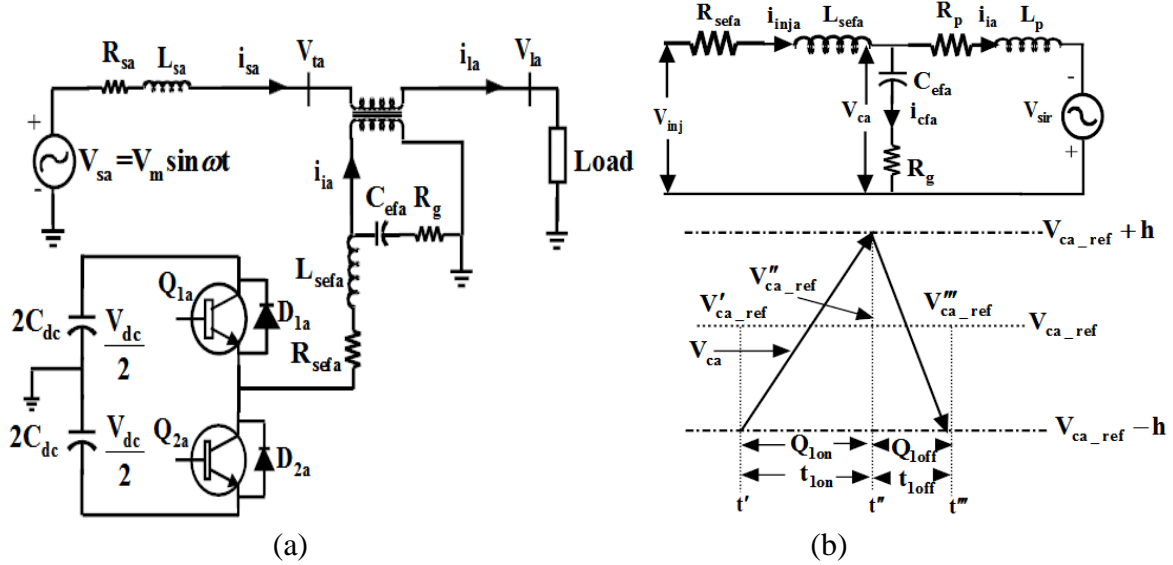 R_sa
L_sa
i_sa
V_ta
i_la
V_la
+
-
V_sa =V_m sin ωt
Load
i_ia
C_efa
R_g
L_sefa
R_sefa
Q_1a
D_1a
2C_dc
V_dc
2
Q_2a
D_2a
2C_dc
V_dc
2
(a)
R_sefa
i_inja
L_sefa
R_p
i_ia
L_p
V_inj
V_ca
C_efa
i_cfa
R_g
V_sir
-
+
V_ca_ref + h
V″_ca_ref
V′_ca_ref
V‴_ca_ref
V_ca_ref
V_ca
V_ca_ref − h
Q_1on
Q_1off
t_1on
t_1off
t′
t″
t‴
(b)